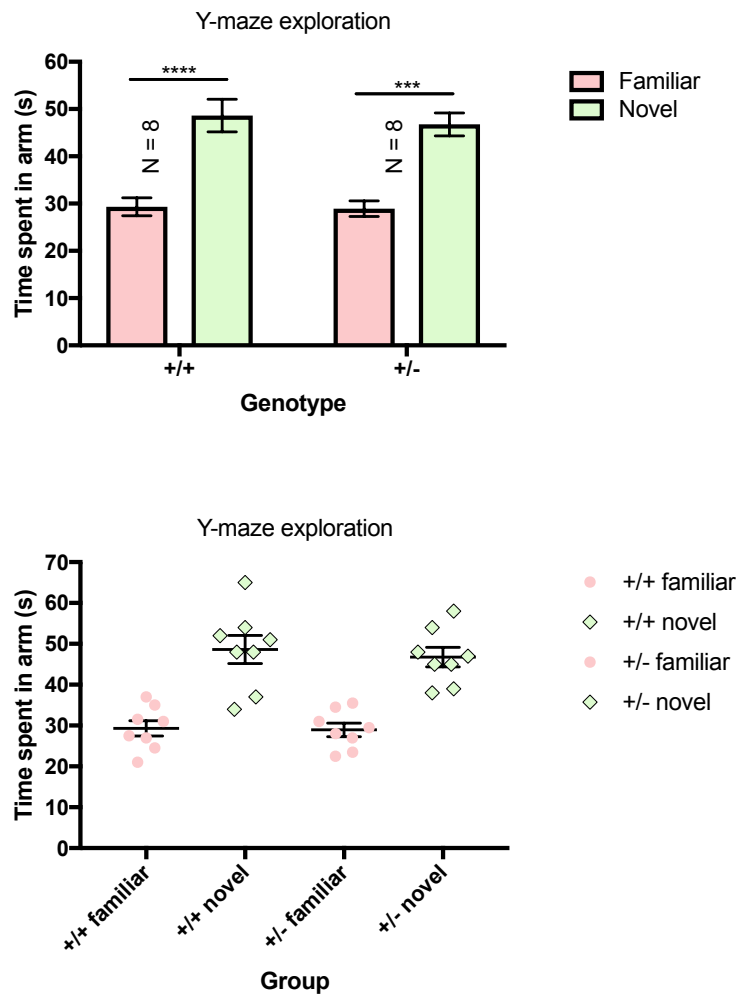 Y-maze exploration
Time spent in arm (s)
60
50
40
30
20
10
0
****
***
N = 8
N = 8
+/+
+/-
Genotype
Familiar
Novel
Y-maze exploration
Time spent in arm (s)
70
60
50
40
30
20
10
0
+/+ familiar
+/+ novel
+/- familiar
+/- novel
Group
+/+ familiar
+/+ novel
+/- familiar
+/- novel